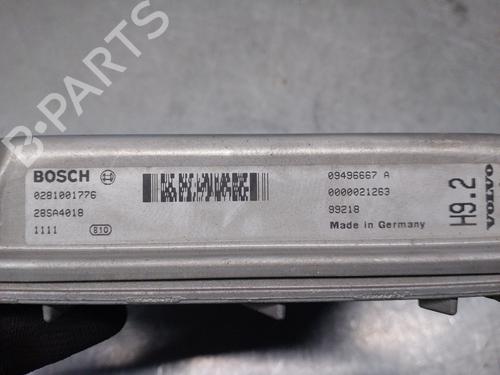 BOSCH
0281001776
28SA4018
1111 810
09496667 A
0000021263
99218
Made in Germany
H9.2
VOLVO
B-PARTS